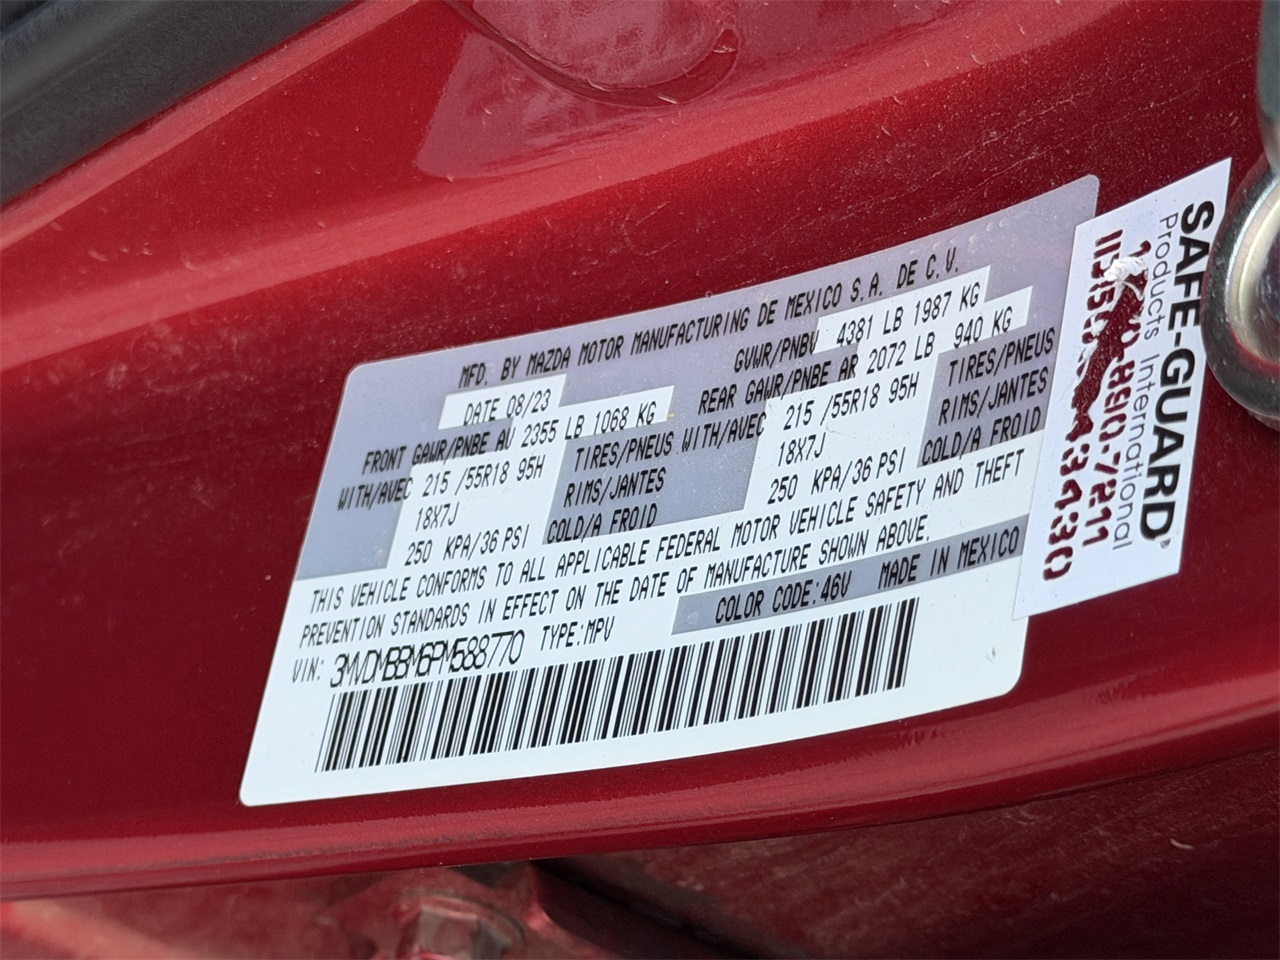 MFD. BY MAZDA MOTOR MANUFACTURING DE MEXICO S.A. DE C.V.
DATE 08/23 GVWR/PNBV 4381 LB 1987 KG
FRONT GAWR/PNBE AV 2355 LB 1068 KG REAR GAWR/PNBE AR 2072 LB 940 KG
WITH/AVEC 215 /55R18 95H TIRES/PNEUS WITH/AVEC 215 /55R18 95H TIRES/PNEUS
18X7J RIMS/JANTES 18X7J RIMS/JANTES
250 KPA/36 PSI COLD/A FROID 250 KPA/36 PSI COLD/A FROID
THIS VEHICLE CONFORMS TO ALL APPLICABLE FEDERAL MOTOR VEHICLE SAFETY AND THEFT
PREVENTION STANDARDS IN EFFECT ON THE DATE OF MANUFACTURE SHOWN ABOVE.
COLOR CODE:46V MADE IN MEXICO
VIN: 3MVDMBBM6PM588770 TYPE:MPV
SAFE-GUARD®
Products International